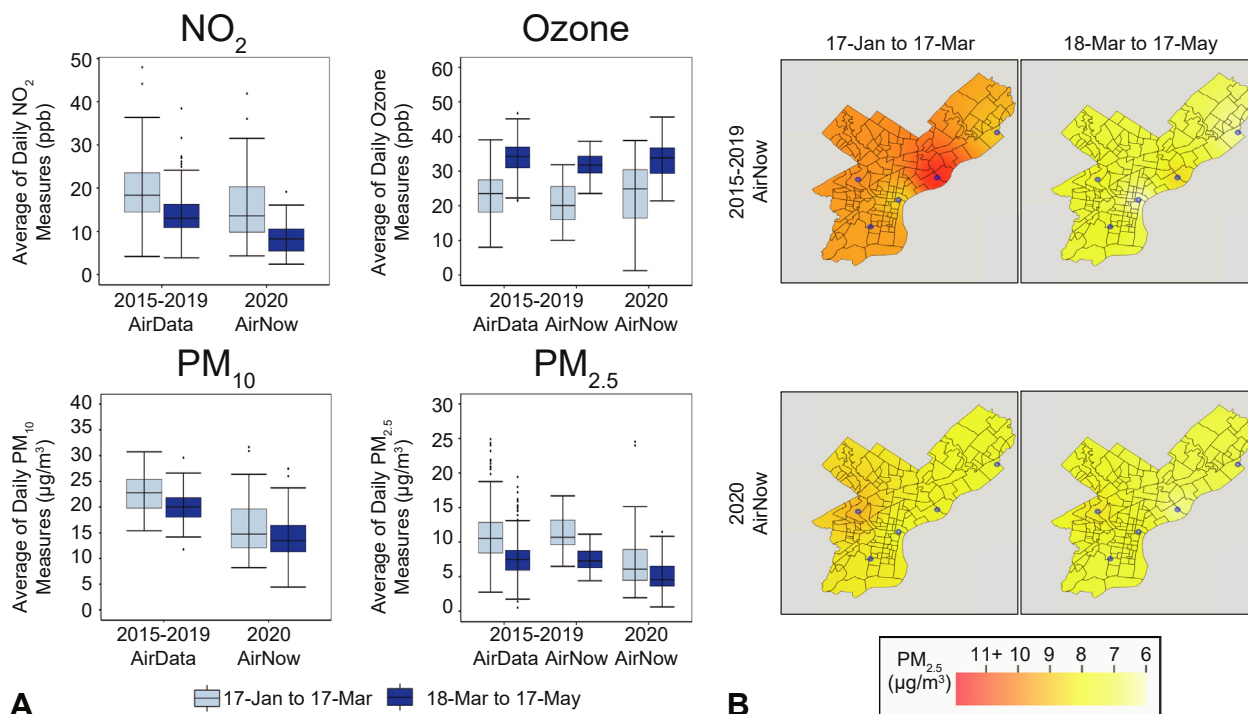 NO2
Average of Daily NO2
Measures (ppb)
50
40
30
20
10
0
2015-2019
AirData
2020
AirNow
Ozone
Average of Daily Ozone
Measures (ppb)
60
50
40
30
20
10
0
2015-2019
AirData AirNow
2020
AirNow
PM10
Average of Daily PM10
Measures (µg/m³)
40
35
30
25
20
15
10
5
0
2015-2019
AirData
2020
AirNow
PM2.5
Average of Daily PM2.5
Measures (µg/m³)
30
25
20
15
10
5
0
2015-2019
AirData AirNow
2020
AirNow
A
17-Jan to 17-Mar 18-Mar to 17-May
17-Jan to 17-Mar 18-Mar to 17-May
2015-2019
AirNow
2020
AirNow
PM2.5
(µg/m³)
11+ 10 9 8 7 6
B